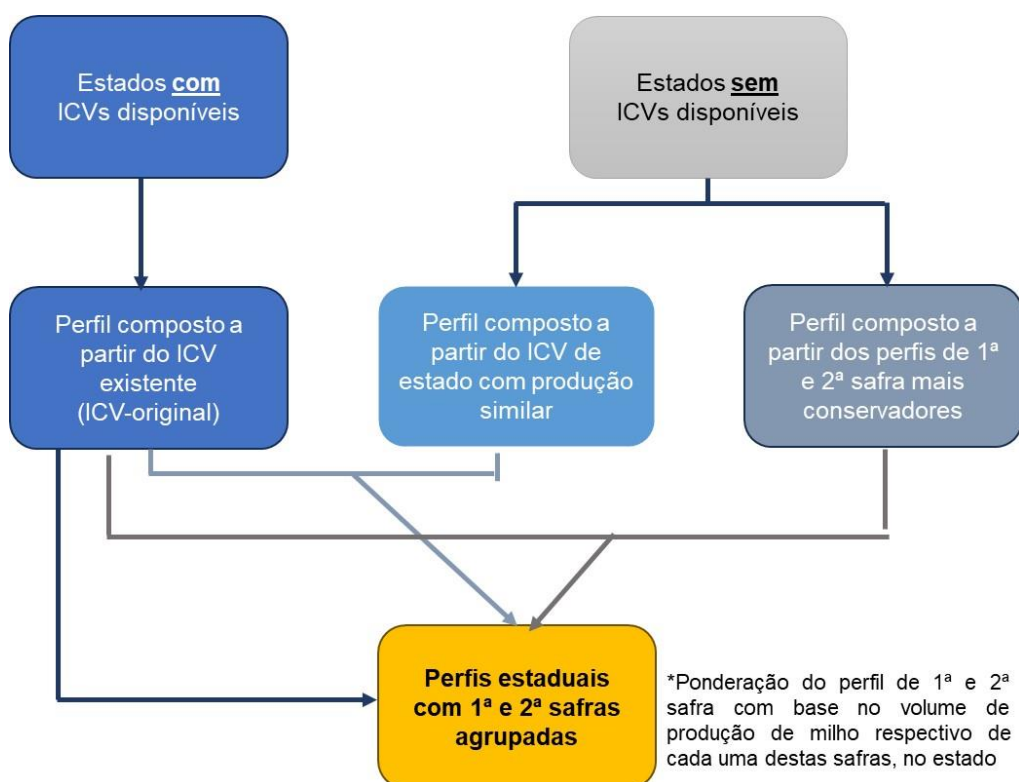 Estados com
ICVs disponíveis
Estados sem
ICVs disponíveis
Perfil composto a
partir do ICV
existente
(ICV-original)
Perfil composto a
partir do ICV de
estado com produção
similar
Perfil composto a
partir dos perfis de 1ª
e 2ª safra mais
conservadores
Perfis estaduais
com 1ª e 2ª safras
agrupadas
*Ponderação do perfil de 1ª e 2ª
safra com base no volume de
produção de milho respectivo de
cada uma destas safras, no estado